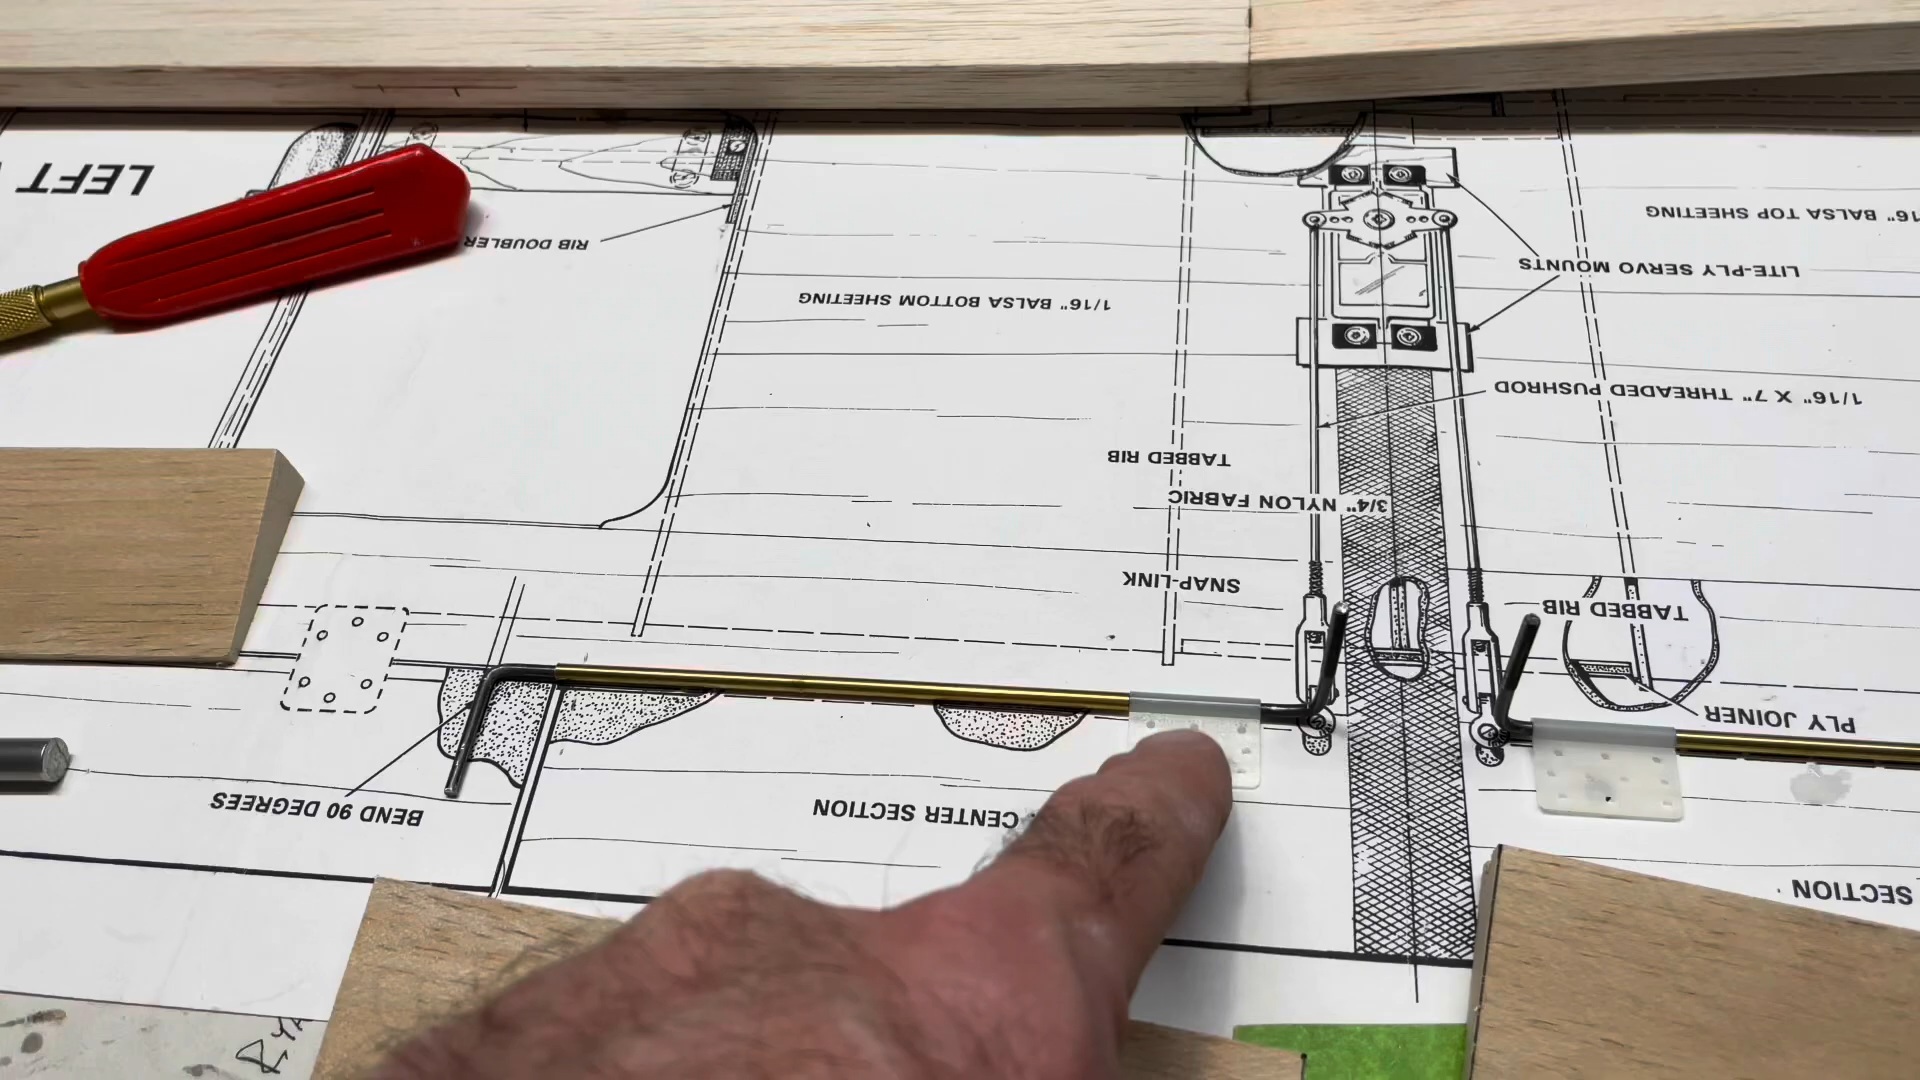 LEFT
RIB DOUBLER
1/16" BALSA BOTTOM SHEETING
16" BALSA TOP SHEETING
LITE-PLY SERVO MOUNTS
1/16" X 7" THREADED PUSHROD
TABBED RIB
3/4" NYLON FABRIC
SNAP-LINK
TABBED RIB
PLY JOINER
BEND 90 DEGREES
CENTER SECTION
SECTION